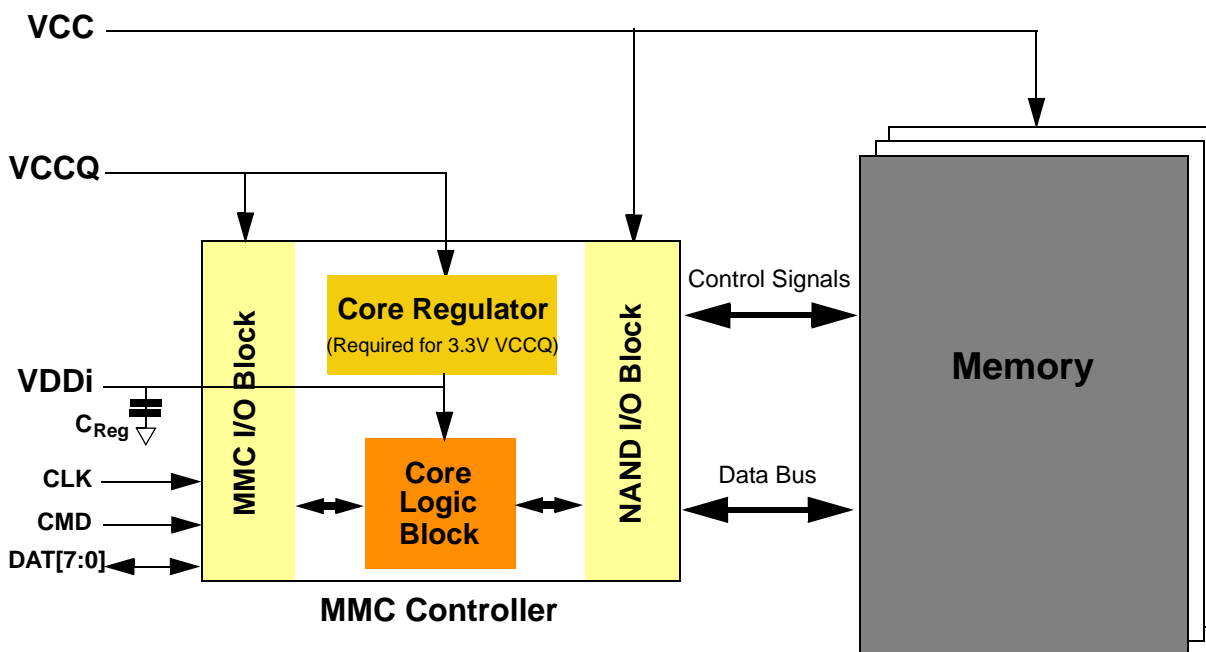 VCC
VCCQ
Control Signals
Core Regulator
(Required for 3.3V VCCQ)
Memory
VDDi
CReg
MMC I/O Block
NAND I/O Block
CLK
Core
Logic
Block
Data Bus
CMD
DAT[7:0]
MMC Controller